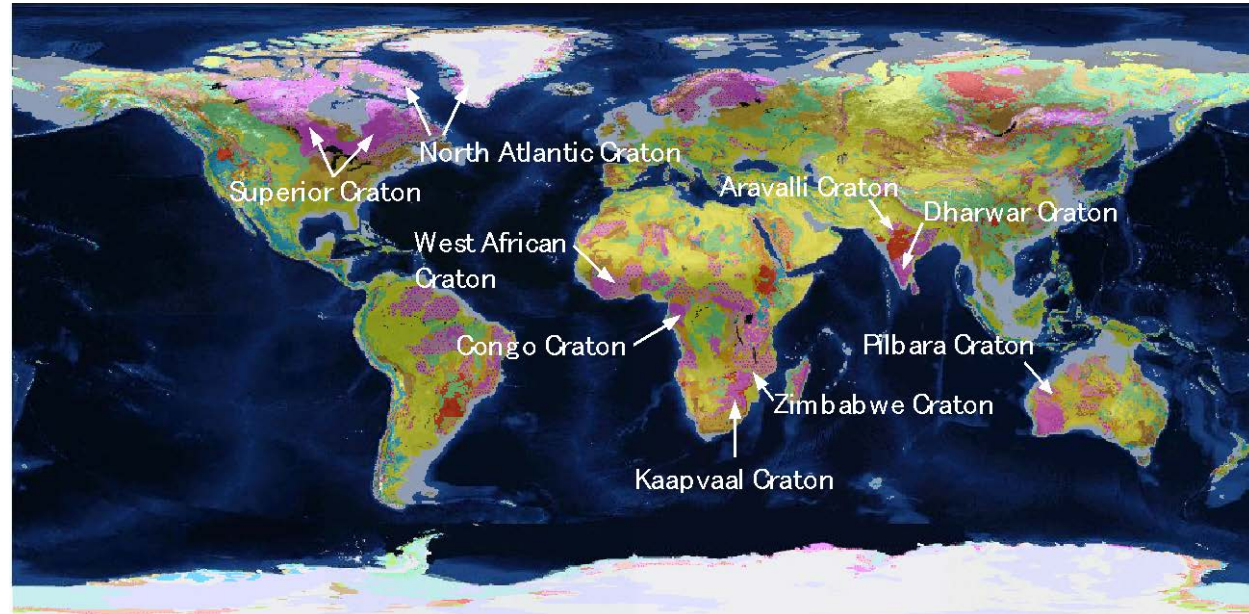 North Atlantic Craton
Superior Craton
Aravalli Craton
Dharwar Craton
West African
Craton
Congo Craton
Pilbara Craton
Zimbabwe Craton
Kaapvaal Craton